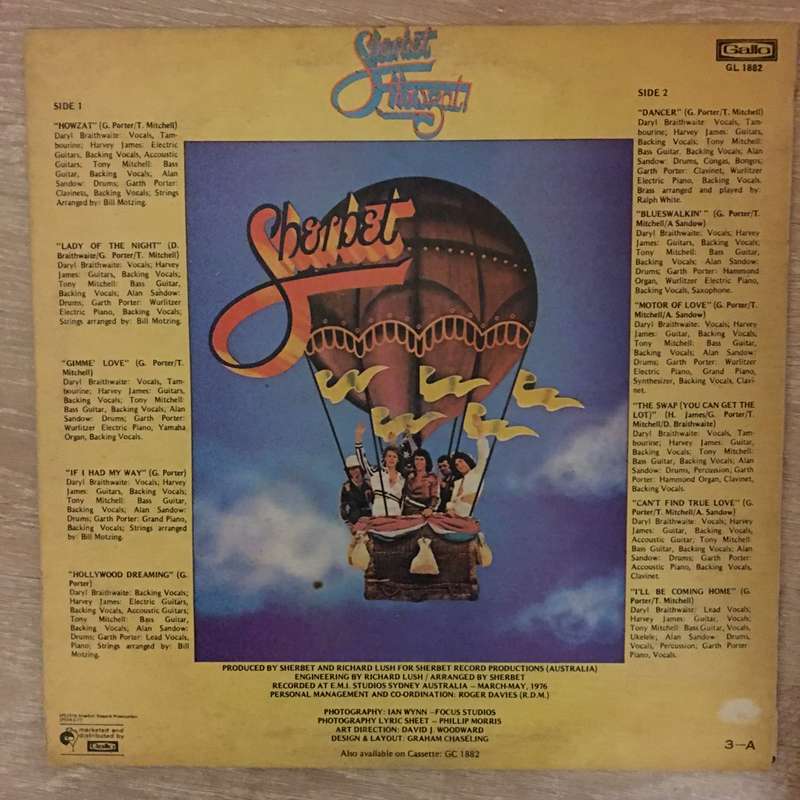 Sherbet
Howzat!
Gallo
GL 1882
SIDE 1
"HOWZAT" (G. Porter/T. Mitchell)
Daryl Braithwaite: Vocals, Tam-
bourine; Harvey James: Electric
Guitars, Backing Vocals, Accoustic
Guitars; Tony Mitchell: Bass
Guitar, Backing Vocals; Alan
Sandow: Drums; Garth Porter:
Clavinets, Backing Vocals; Strings
Arranged by: Bill Motzing.
"LADY OF THE NIGHT" (D.
Braithwaite/G. Porter/T. Mitchell)
Daryl Braithwaite: Vocals; Harvey
James: Guitars, Backing Vocals;
Tony Mitchell: Bass Guitar,
Backing Vocals, Alan Sandow:
Drums, Garth Porter: Wurlitzer
Electric Piano, Backing Vocals;
Strings arranged by: Bill Motzing.
"GIMME' LOVE" (G. Porter/T.
Mitchell)
Daryl Braithwaite: Vocals, Tam-
bourine; Harvey James: Guitars,
Backing Vocals; Tony Mitchell:
Bass Guitar, Backing Vocals; Alan
Sandow: Drums; Garth Porter:
Wurlitzer Electric Piano, Yamaha
Organ, Backing Vocals.
"IF I HAD MY WAY" (G. Porter)
Daryl Braithwaite: Vocals; Harvey
James: Guitars, Backing Vocals;
Tony Mitchell: Bass Guitar,
Backing Vocals, Alan Sandow:
Drums; Garth Porter: Grand Piano,
Backing Vocals; Strings arranged
by: Bill Motzing.
"HOLLYWOOD DREAMING" (G.
Porter)
Daryl Braithwaite: Backing Vocals;
Harvey James: Electric Guitars,
Backing Vocals, Accoustic Guitars;
Tony Mitchell: Bass Guitar,
Backing Vocals; Alan Sandow:
Drums; Garth Porter: Lead Vocals,
Piano; Strings arranged by: Bill
Motzing.
Sherbet
SIDE 2
"DANCER" (G. Porter/T. Mitchell)
Daryl Braithwaite: Vocals, Tam-
bourine; Harvey James: Guitars,
Backing Vocals; Tony Mitchell:
Bass Guitar, Backing Vocals; Alan
Sandow: Drums, Congas, Bongos;
Garth Porter: Clavinet, Wurlitzer
Electric Piano, Backing Vocals.
Brass arranged and played by:
Ralph White.
"BLUESWALKIN'" (G. Porter/T.
Mitchell/A Sandow)
Daryl Braithwaite: Vocals; Harvey
James: Guitars, Backing Vocals;
Tony Mitchell: Bass Guitar,
Backing Vocals; Alan Sandow:
Drums; Garth Porter: Hammond
Organ, Wurlitzer Electric Piano,
Backing Vocals, Saxophone.
"MOTOR OF LOVE" (G. Porter/T.
Mitchell/A. Sandow)
Daryl Braithwaite: Vocals; Harvey
James: Guitars, Backing Vocals;
Tony Mitchell: Bass Guitar,
Backing Vocals; Alan Sandow:
Drums; Garth Porter: Wurlitzer
Electric Piano, Grand Piano,
Synthesizer, Backing Vocals, Clavi-
net.
"THE SWAP (YOU CAN GET THE
LOT)" (H. James/G. Porter/T.
Mitchell/D. Braithwaite)
Daryl Braithwaite: Vocals, Tam-
bourine; Harvey James: Guitar,
Backing Vocals; Tony Mitchell:
Bass Guitar, Backing Vocals; Alan
Sandow: Drums, Percussion; Garth
Porter: Hammond Organ, Clavinet,
Backing Vocals.
"CAN'T FIND TRUE LOVE" (G.
Porter/T. Mitchell/A. Sandow)
Daryl Braithwaite: Vocals; Harvey
James: Guitar, Backing Vocals,
Accoustic Guitar, Tony Mitchell:
Bass Guitar, Backing Vocals; Alan
Sandow: Drums; Garth Porter:
Accoustic Piano, Backing Vocals,
Clavinet.
"I'LL BE COMING HOME" (G.
Porter/T. Mitchell)
Daryl Braithwaite: Lead Vocals;
Harvey James: Guitar, Vocals;
Tony Mitchell: Bass Guitar, Vocals,
Ukelele; Alan Sandow Drums,
Vocals, Percussion; Garth Porter:
Piano, Vocals.
PRODUCED BY SHERBET AND RICHARD LUSH FOR SHERBET RECORD PRODUCTIONS (AUSTRALIA)
ENGINEERING BY RICHARD LUSH / ARRANGED BY SHERBET
RECORDED AT E.M.I. STUDIOS SYDNEY AUSTRALIA – MARCH-MAY, 1976
PERSONAL MANAGEMENT AND CO-ORDINATION: ROGER DAVIES (R.D.M.)
PHOTOGRAPHY: IAN WYNN –FOCUS STUDIOS
PHOTOGRAPHY LYRIC SHEET – PHILLIP MORRIS
ART DIRECTION: DAVID J. WOODWARD
DESIGN & LAYOUT: GRAHAM CHASELING
Also available on Cassette: GC 1882
marketed and
distributed by
Gallo
3–A